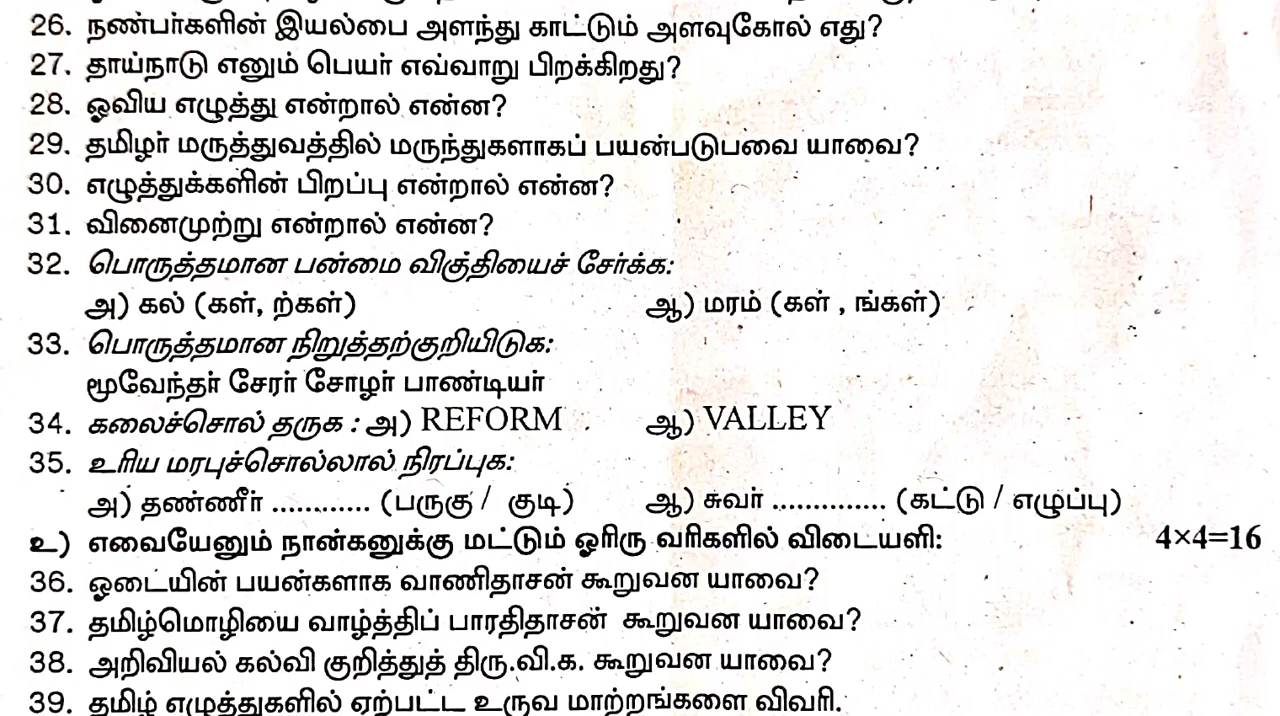 26. நண்பர்களின் இயல்பை அளந்து காட்டும் அளவுகோல் எது?
27. தாய்நாடு எனும் பெயர் எவ்வாறு பிறக்கிறது?
28. ஓவிய எழுத்து என்றால் என்ன?
29. தமிழர் மருத்துவத்தில் மருந்துகளாகப் பயன்படுபவை யாவை?
30. எழுத்துக்களின் பிறப்பு என்றால் என்ன?
31. வினைமுற்று என்றால் என்ன?
32. பொருத்தமான பன்மை விகுதியைச் சேர்க்க:
அ) கல் (கள், ற்கள்) ஆ) மரம் (கள் , ங்கள்)
33. பொருத்தமான நிறுத்தற்குறியிடுக:
மூவேந்தர் சேரர் சோழர் பாண்டியர்
34. கலைச்சொல் தருக : அ) REFORM ஆ) VALLEY
35. உரிய மரபுச்சொல்லால் நிரப்புக:
அ) தண்ணீர் ............ (பருகு / குடி) ஆ) சுவர் .............. (கட்டு / எழுப்பு)
உ) எவையேனும் நான்கனுக்கு மட்டும் ஓரிரு வரிகளில் விடையளி: 4×4=16
36. ஓடையின் பயன்களாக வாணிதாசன் கூறுவன யாவை?
37. தமிழ்மொழியை வாழ்த்திப் பாரதிதாசன் கூறுவன யாவை?
38. அறிவியல் கல்வி குறித்துத் திரு.வி.க. கூறுவன யாவை?
39. தமிழ் எழுத்துகளில் ஏற்பட்ட உருவ மாற்றங்களை விவரி.